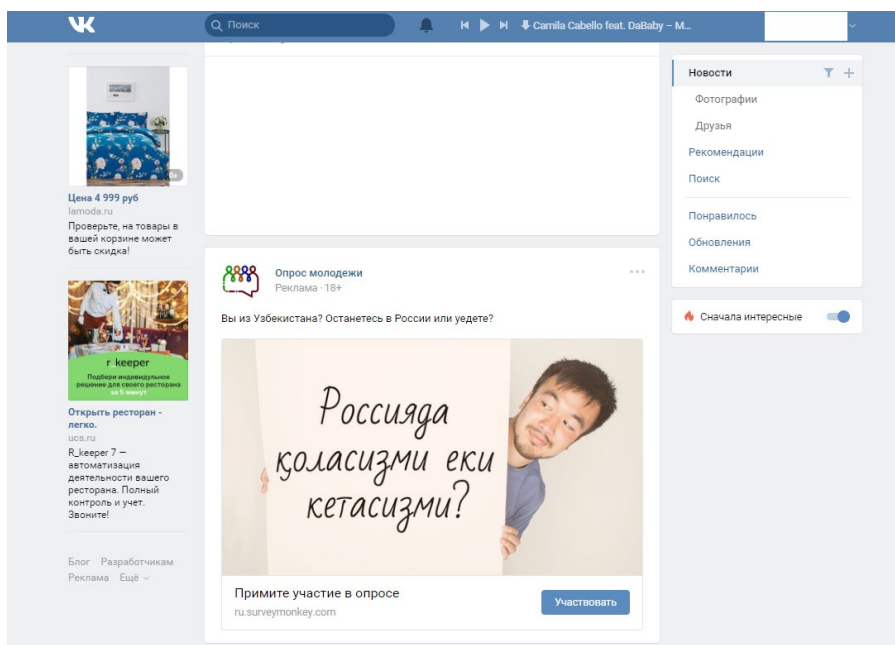 Поиск
Camila Cabello feat. DaBaby – M...
0+
Цена 4 999 руб
lamoda.ru
Проверьте, на товары в
вашей корзине может
быть скидка!
r_keeper
Подбери индивидуальное
решение для своего ресторана
за 5 минут
Открыть ресторан -
легко.
ucs.ru
R_keeper 7 —
автоматизация
деятельности вашего
ресторана. Полный
контроль и учет.
Звоните!
Блог Разработчикам
Реклама Ещё
Опрос молодежи
Реклама · 18+
Вы из Узбекистана? Останетесь в России или уедете?
Россияда
қоласизми еки
кетасизми?
Примите участие в опросе
ru.surveymonkey.com
Участвовать
Новости
Фотографии
Друзья
Рекомендации
Поиск
Понравилось
Обновления
Комментарии
Сначала интересные